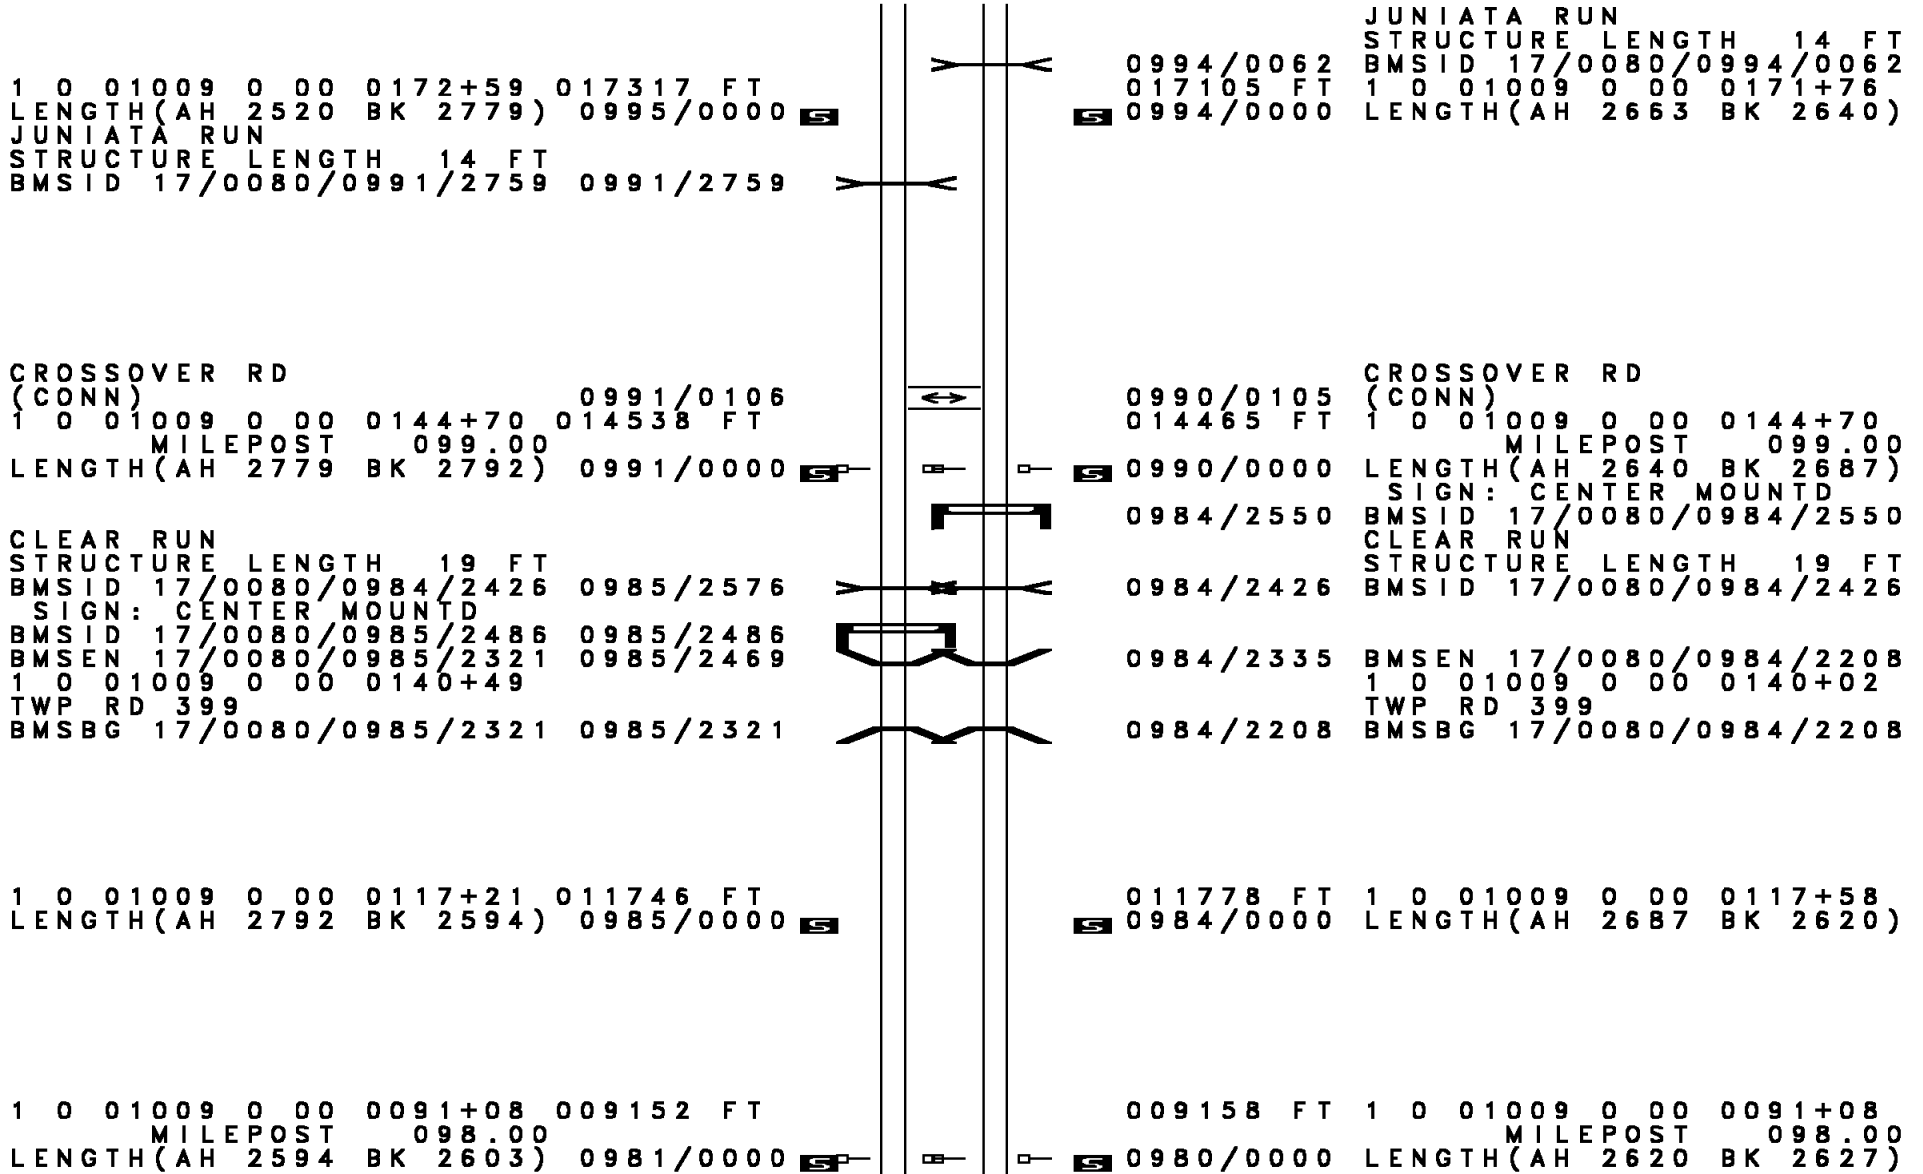 JUNIATA RUN
STRUCTURE LENGTH 14 FT
0994/0062 BMSID 17/0080/0994/0062
1 0 01009 0 00 0172+59 017317 FT 017105 FT 1 0 01009 0 00 0171+76
LENGTH(AH 2520 BK 2779) 0995/0000 S S 0994/0000 LENGTH(AH 2663 BK 2640)
JUNIATA RUN
STRUCTURE LENGTH 14 FT
BMSID 17/0080/0991/2759 0991/2759
CROSSOVER RD CROSSOVER RD
(CONN) 0991/0106 0990/0105 (CONN)
1 0 01009 0 00 0144+70 014538 FT 014465 FT 1 0 01009 0 00 0144+70
MILEPOST 099.00 MILEPOST 099.00
LENGTH(AH 2779 BK 2792) 0991/0000 S S 0990/0000 LENGTH(AH 2640 BK 2687)
SIGN: CENTER MOUNTD
0984/2550 BMSID 17/0080/0984/2550
CLEAR RUN CLEAR RUN
STRUCTURE LENGTH 19 FT STRUCTURE LENGTH 19 FT
BMSID 17/0080/0984/2426 0985/2576 0984/2426 BMSID 17/0080/0984/2426
SIGN: CENTER MOUNTD
BMSID 17/0080/0985/2486 0985/2486
BMSEN 17/0080/0985/2321 0985/2469 0984/2335 BMSEN 17/0080/0984/2208
1 0 01009 0 00 0140+49 1 0 01009 0 00 0140+02
TWP RD 399 TWP RD 399
BMSBG 17/0080/0985/2321 0985/2321 0984/2208 BMSBG 17/0080/0984/2208
1 0 01009 0 00 0117+21 011746 FT 011778 FT 1 0 01009 0 00 0117+58
LENGTH(AH 2792 BK 2594) 0985/0000 S S 0984/0000 LENGTH(AH 2687 BK 2620)
1 0 01009 0 00 0091+08 009152 FT 009158 FT 1 0 01009 0 00 0091+08
MILEPOST 098.00 MILEPOST 098.00
LENGTH(AH 2594 BK 2603) 0981/0000 S S 0980/0000 LENGTH(AH 2620 BK 2627)